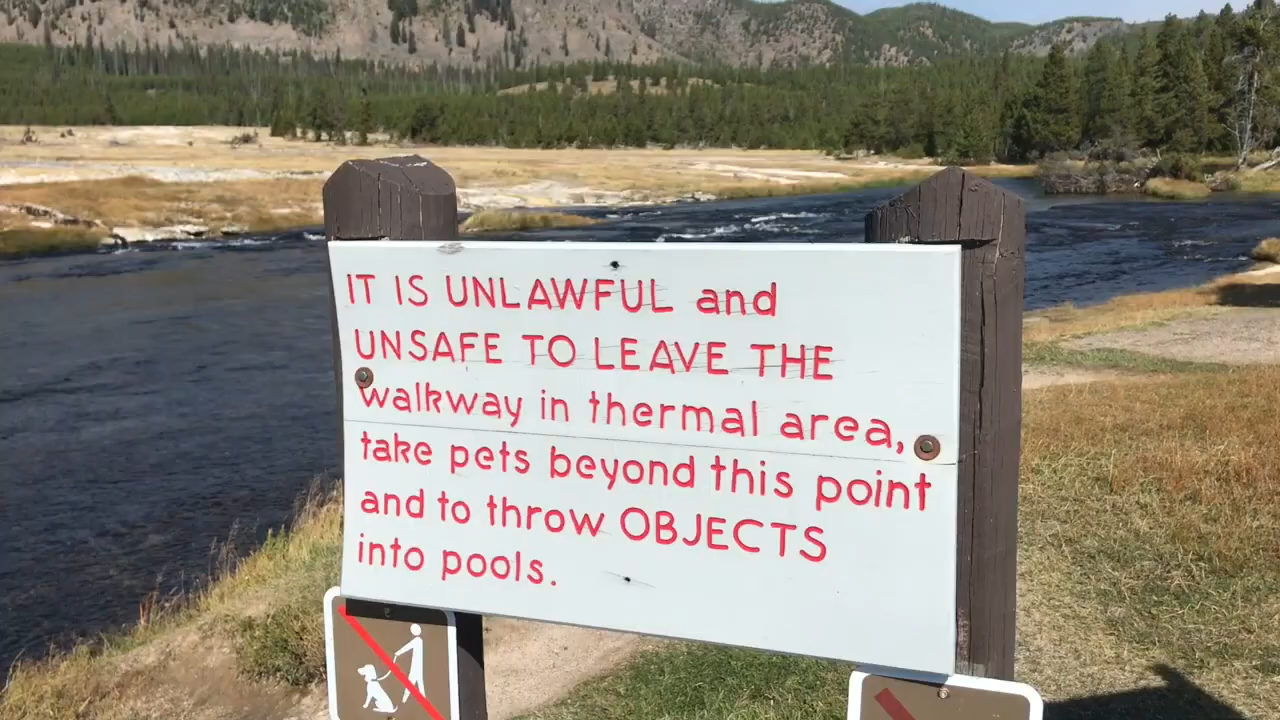 IT IS UNLAWFUL and
UNSAFE TO LEAVE THE
walkway in thermal area,
take pets beyond this point
and to throw OBJECTS
into pools.